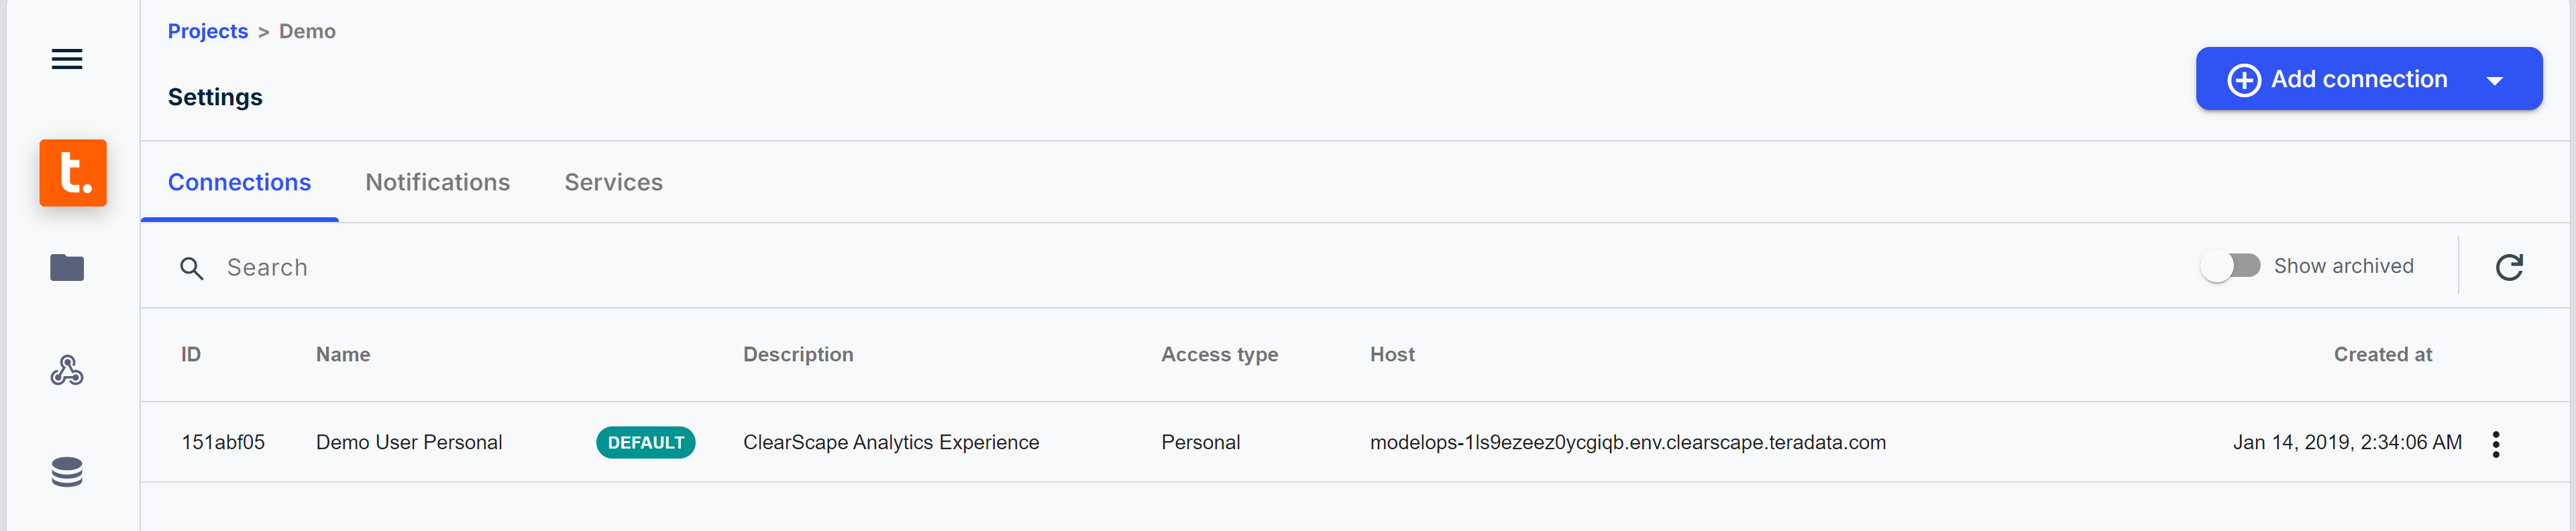 Projects > Demo
Settings
Add connection
t.
Connections Notifications Services
Search
Show archived
ID Name Description Access type Host Created at
151abf05 Demo User Personal DEFAULT ClearScape Analytics Experience Personal modelops-1ls9ezeez0ycgiqb.env.clearscape.teradata.com Jan 14, 2019, 2:34:06 AM